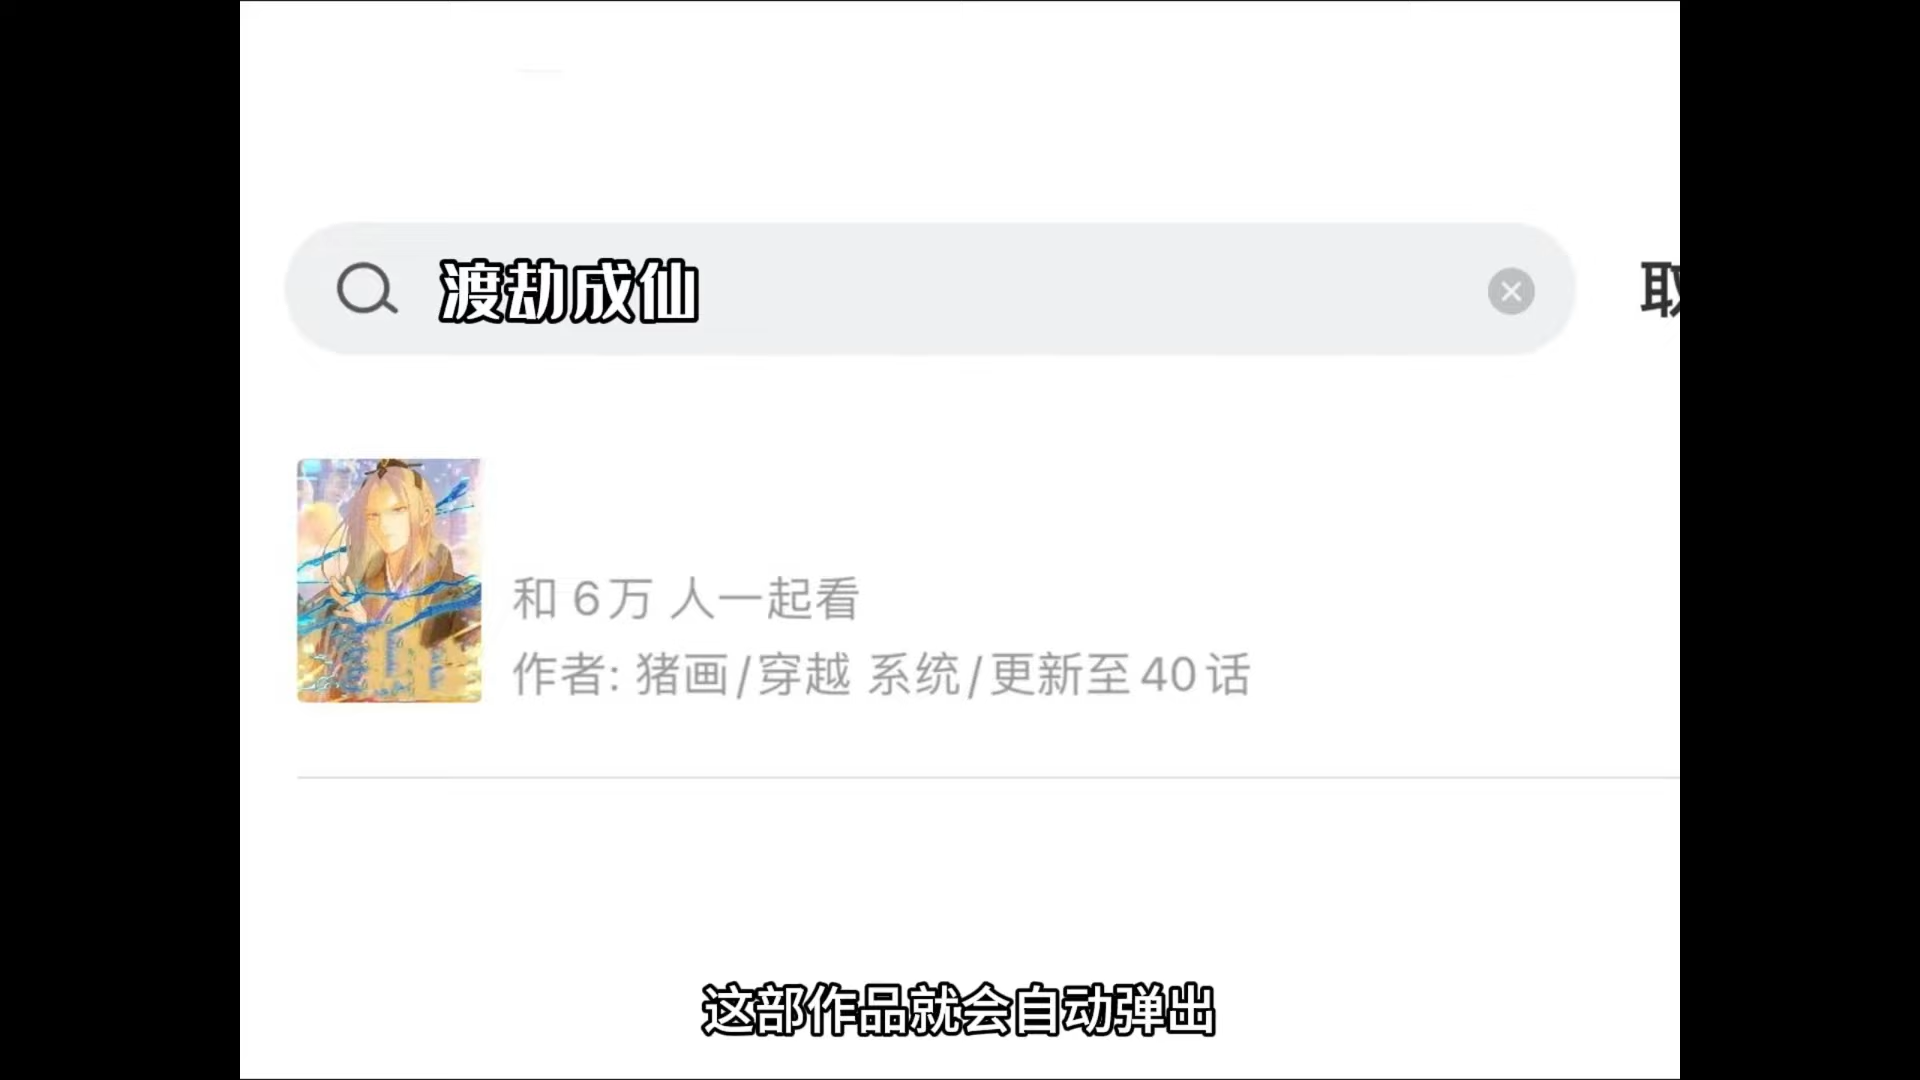 渡劫成仙
取
和 6万 人一起看
作者: 猪画/穿越 系统/更新至40话
这部作品就会自动弹出